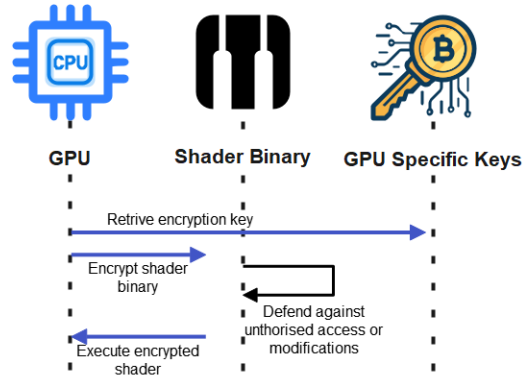 CPU
GPU
Shader Binary
GPU Specific Keys
Retrive encryption key
Encrypt shader
binary
Defend against
unthorised access or
modifications
Execute encrypted
shader